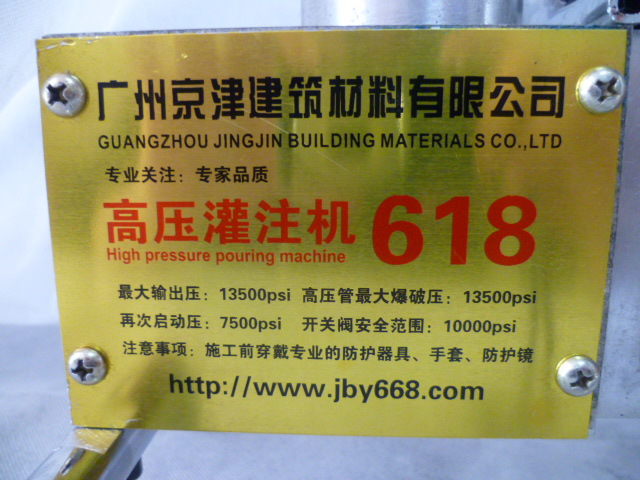 广州京津建筑材料有限公司
GUANGZHOU JINGJIN BUILDING MATERIALS CO.,LTD
专业关注：专家品质
高压灌注机 618
High pressure pouring machine
最大输出压：13500psi 高压管最大爆破压：13500psi
再次启动压：7500psi 开关阀安全范围：10000psi
注意事项：施工前穿戴专业的防护器具、手套、防护镜
http://www.jby668.com